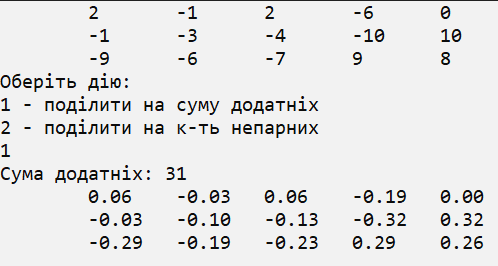 2 -1 2 -6 0
-1 -3 -4 -10 10
-9 -6 -7 9 8
Оберіть дію:
1 - поділити на суму додатніх
2 - поділити на к-ть непарних
1
Сума додатніх: 31
0.06 -0.03 0.06 -0.19 0.00
-0.03 -0.10 -0.13 -0.32 0.32
-0.29 -0.19 -0.23 0.29 0.26